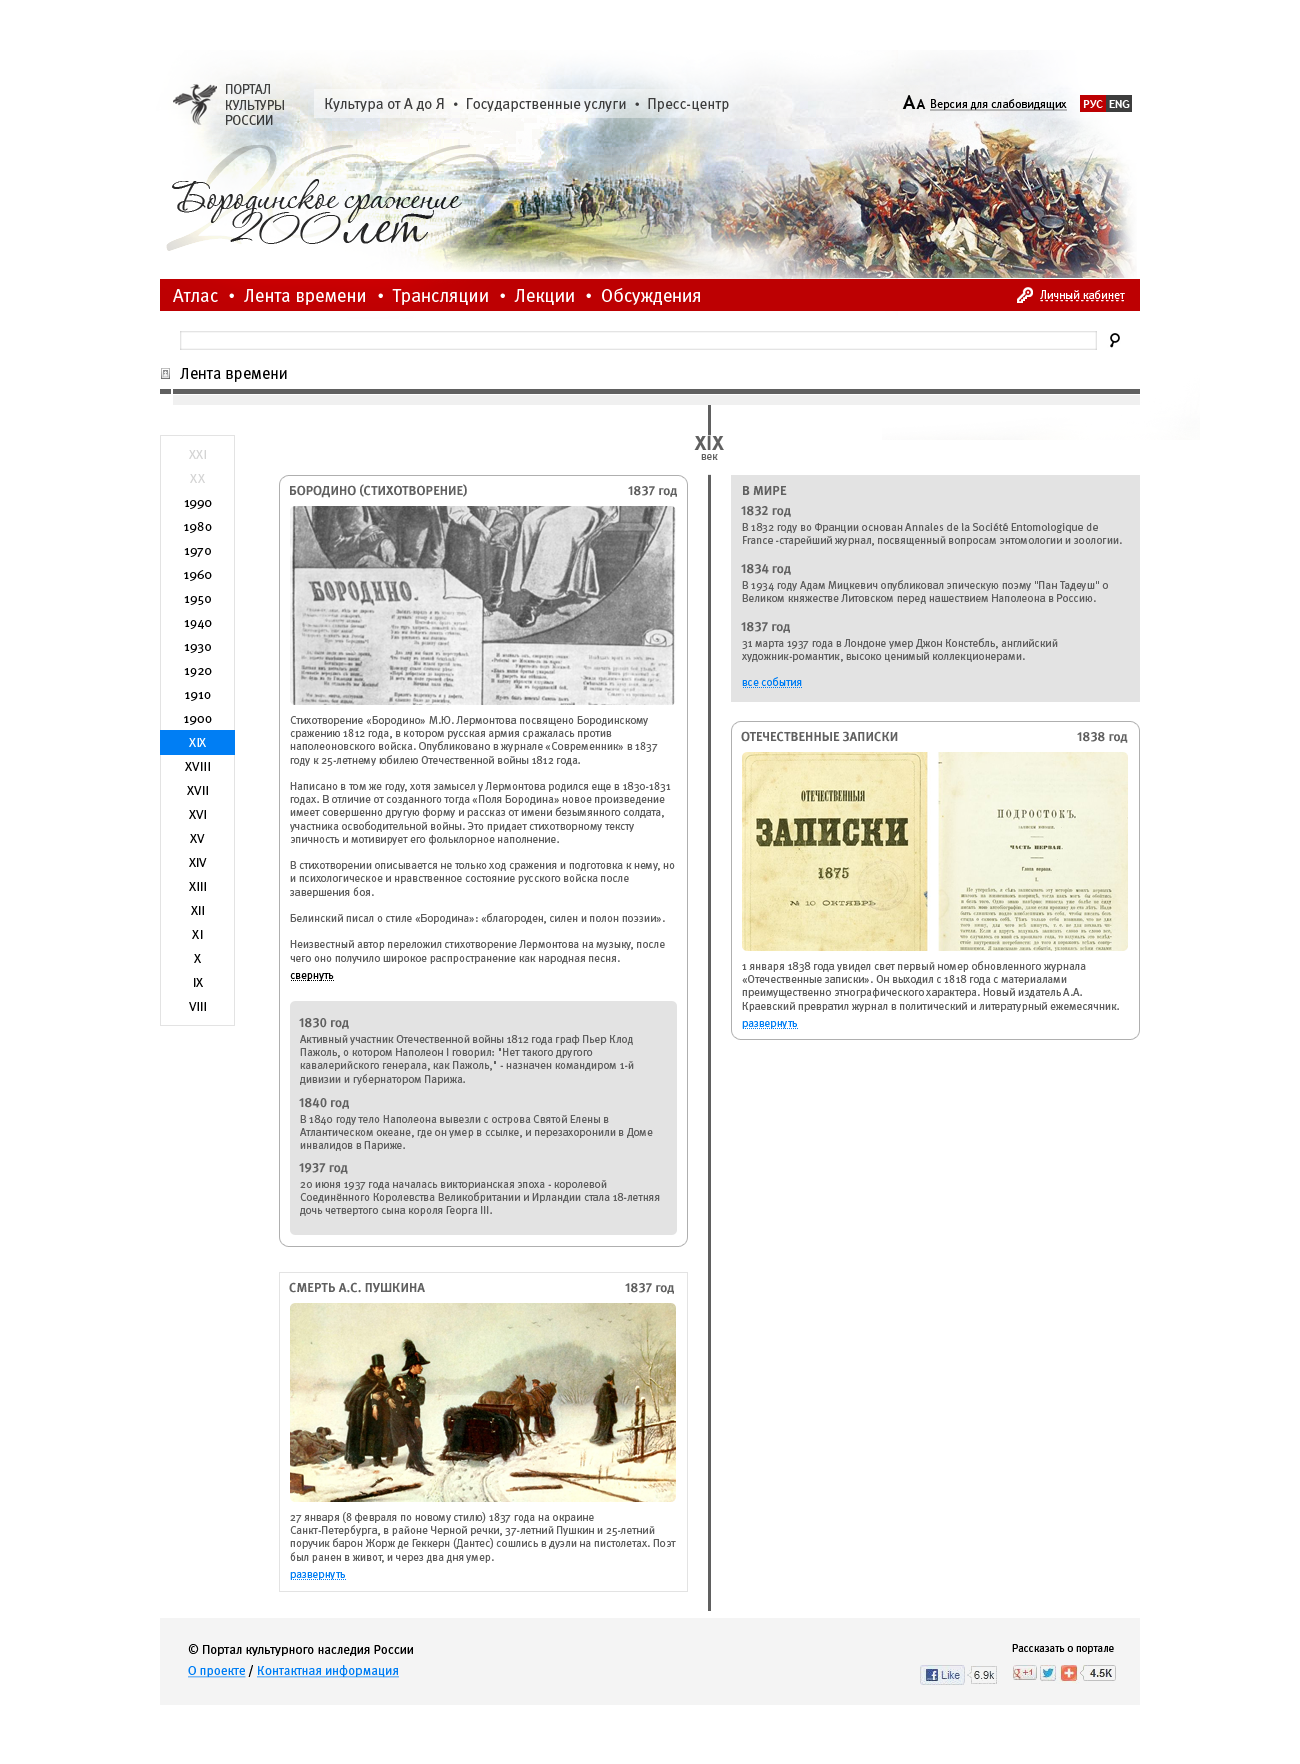 ПОРТАЛ
КУЛЬТУРЫ
РОССИИ
Культура от А до Я • Государственные услуги • Пресс-центр
АА Версия для слабовидящих РУС ENG
Бородинское сражение
200 лет
Атлас • Лента времени • Трансляции • Лекции • Обсуждения
Личный кабинет
Лента времени
XIX
век
XXI
XX
1990
1980
1970
1960
1950
1940
1930
1920
1910
1900
XIX
XVIII
XVII
XVI
XV
XIV
XIII
XII
XI
X
IX
VIII
БОРОДИНО (СТИХОТВОРЕНИЕ) 1837 год
БОРОДИНО.
Стихотворение «Бородино» М.Ю. Лермонтова посвящено Бородинскому
сражению 1812 года, в котором русская армия сражалась против
наполеоновского войска. Опубликовано в журнале «Современник» в 1837
году к 25-летнему юбилею Отечественной войны 1812 года.
Написано в том же году, хотя замысел у Лермонтова родился еще в 1830-1831
годах. В отличие от созданного тогда «Поля Бородина» новое произведение
имеет совершенно другую форму и рассказ от имени безымянного солдата,
участника освободительной войны. Это придает стихотворному тексту
эпичность и мотивирует его фольклорное наполнение.
В стихотворении описывается не только ход сражения и подготовка к нему, но
и психологическое и нравственное состояние русского войска после
завершения боя.
Белинский писал о стиле «Бородина»: «благороден, силен и полон поэзии».
Неизвестный автор переложил стихотворение Лермонтова на музыку, после
чего оно получило широкое распространение как народная песня.
свернуть
1830 год
Активный участник Отечественной войны 1812 года граф Пьер Клод
Пажоль, о котором Наполеон I говорил: "Нет такого другого
кавалерийского генерала, как Пажоль," - назначен командиром 1-й
дивизии и губернатором Парижа.
1840 год
В 1840 году тело Наполеона вывезли с острова Святой Елены в
Атлантическом океане, где он умер в ссылке, и перезахоронили в Доме
инвалидов в Париже.
1937 год
20 июня 1937 года началась викторианская эпоха - королевой
Соединённого Королевства Великобритании и Ирландии стала 18-летняя
дочь четвертого сына короля Георга III.
СМЕРТЬ А.С. ПУШКИНА 1837 год
27 января (8 февраля по новому стилю) 1837 года на окраине
Санкт-Петербурга, в районе Черной речки, 37-летний Пушкин и 25-летний
поручик барон Жорж де Геккерн (Дантес) сошлись в дуэли на пистолетах. Поэт
был ранен в живот, и через два дня умер.
развернуть
В МИРЕ
1832 год
В 1832 году во Франции основан Annales de la Société Entomologique de
France -старейший журнал, посвященный вопросам энтомологии и зоологии.
1834 год
В 1934 году Адам Мицкевич опубликовал эпическую поэму "Пан Тадеуш" о
Великом княжестве Литовском перед нашествием Наполеона в Россию.
1837 год
31 марта 1937 года в Лондоне умер Джон Констебль, английский
художник-романтик, высоко ценимый коллекционерами.
все события
ОТЕЧЕСТВЕННЫЕ ЗАПИСКИ 1838 год
ОТЕЧЕСТВЕННЫЯ
ЗАПИСКИ
1875
№ 10. ОКТЯБРЬ
ПОДРОСТОКЪ.
ЧАСТЬ ПЕРВАЯ.
Глава первая.
I.
1 января 1838 года увидел свет первый номер обновленного журнала
«Отечественные записки». Он выходил с 1818 года с материалами
преимущественно этнографического характера. Новый издатель А.А.
Краевский превратил журнал в политический и литературный ежемесячник.
развернуть
© Портал культурного наследия России
О проекте / Контактная информация
Рассказать о портале
Like 6.9k +1 4.5K